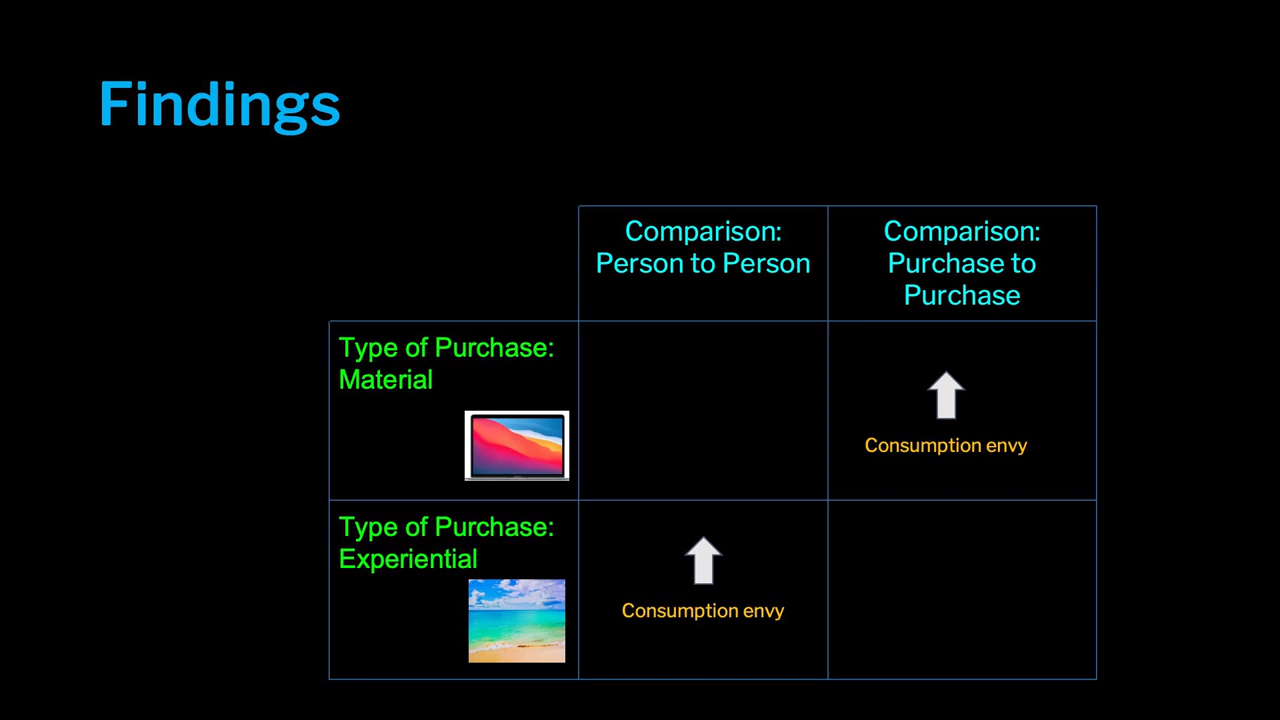 Findings
Comparison:
Person to Person
Comparison:
Purchase to
Purchase
Type of Purchase:
Material
Consumption envy
Type of Purchase:
Experiential
Consumption envy